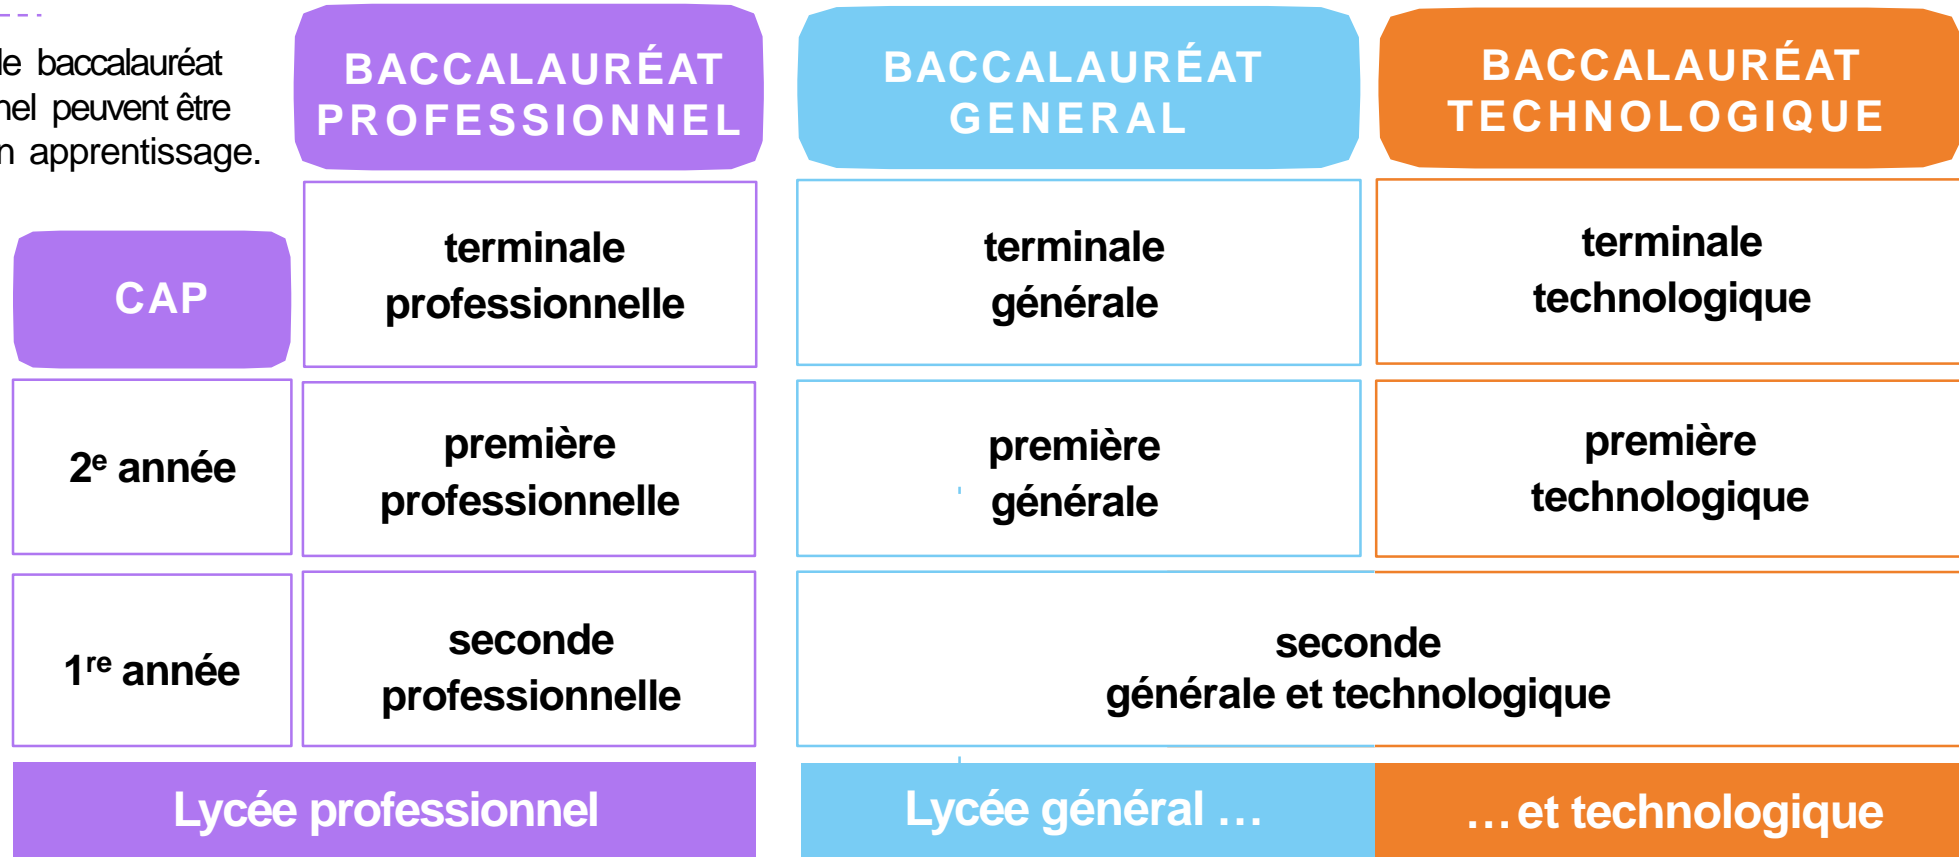 le baccalauréat
nel peuvent être
n apprentissage.
BACCALAURÉAT
PROFESSIONNEL
BACCALAURÉAT
GENERAL
BACCALAURÉAT
TECHNOLOGIQUE
CAP
terminale
professionnelle
terminale
générale
terminale
technologique
2e année
première
professionnelle
première
générale
première
technologique
1re année
seconde
professionnelle
seconde
générale et technologique
Lycée professionnel
Lycée général ...
...et technologique